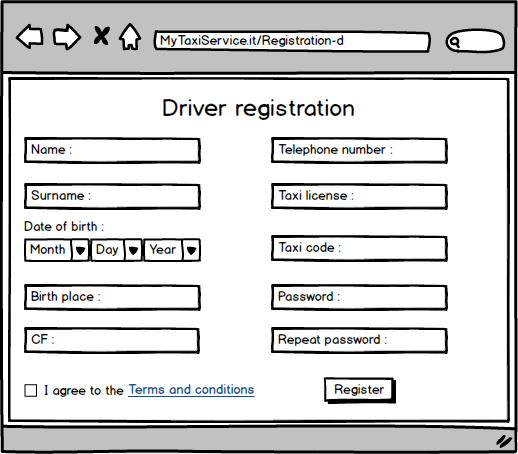 MyTaxiService.it/Registration-d
Driver registration
Name :
Telephone number :
Surname :
Taxi license :
Date of birth :
Month Day Year
Taxi code :
Birth place :
Password :
CF :
Repeat password :
I agree to the Terms and conditions
Register